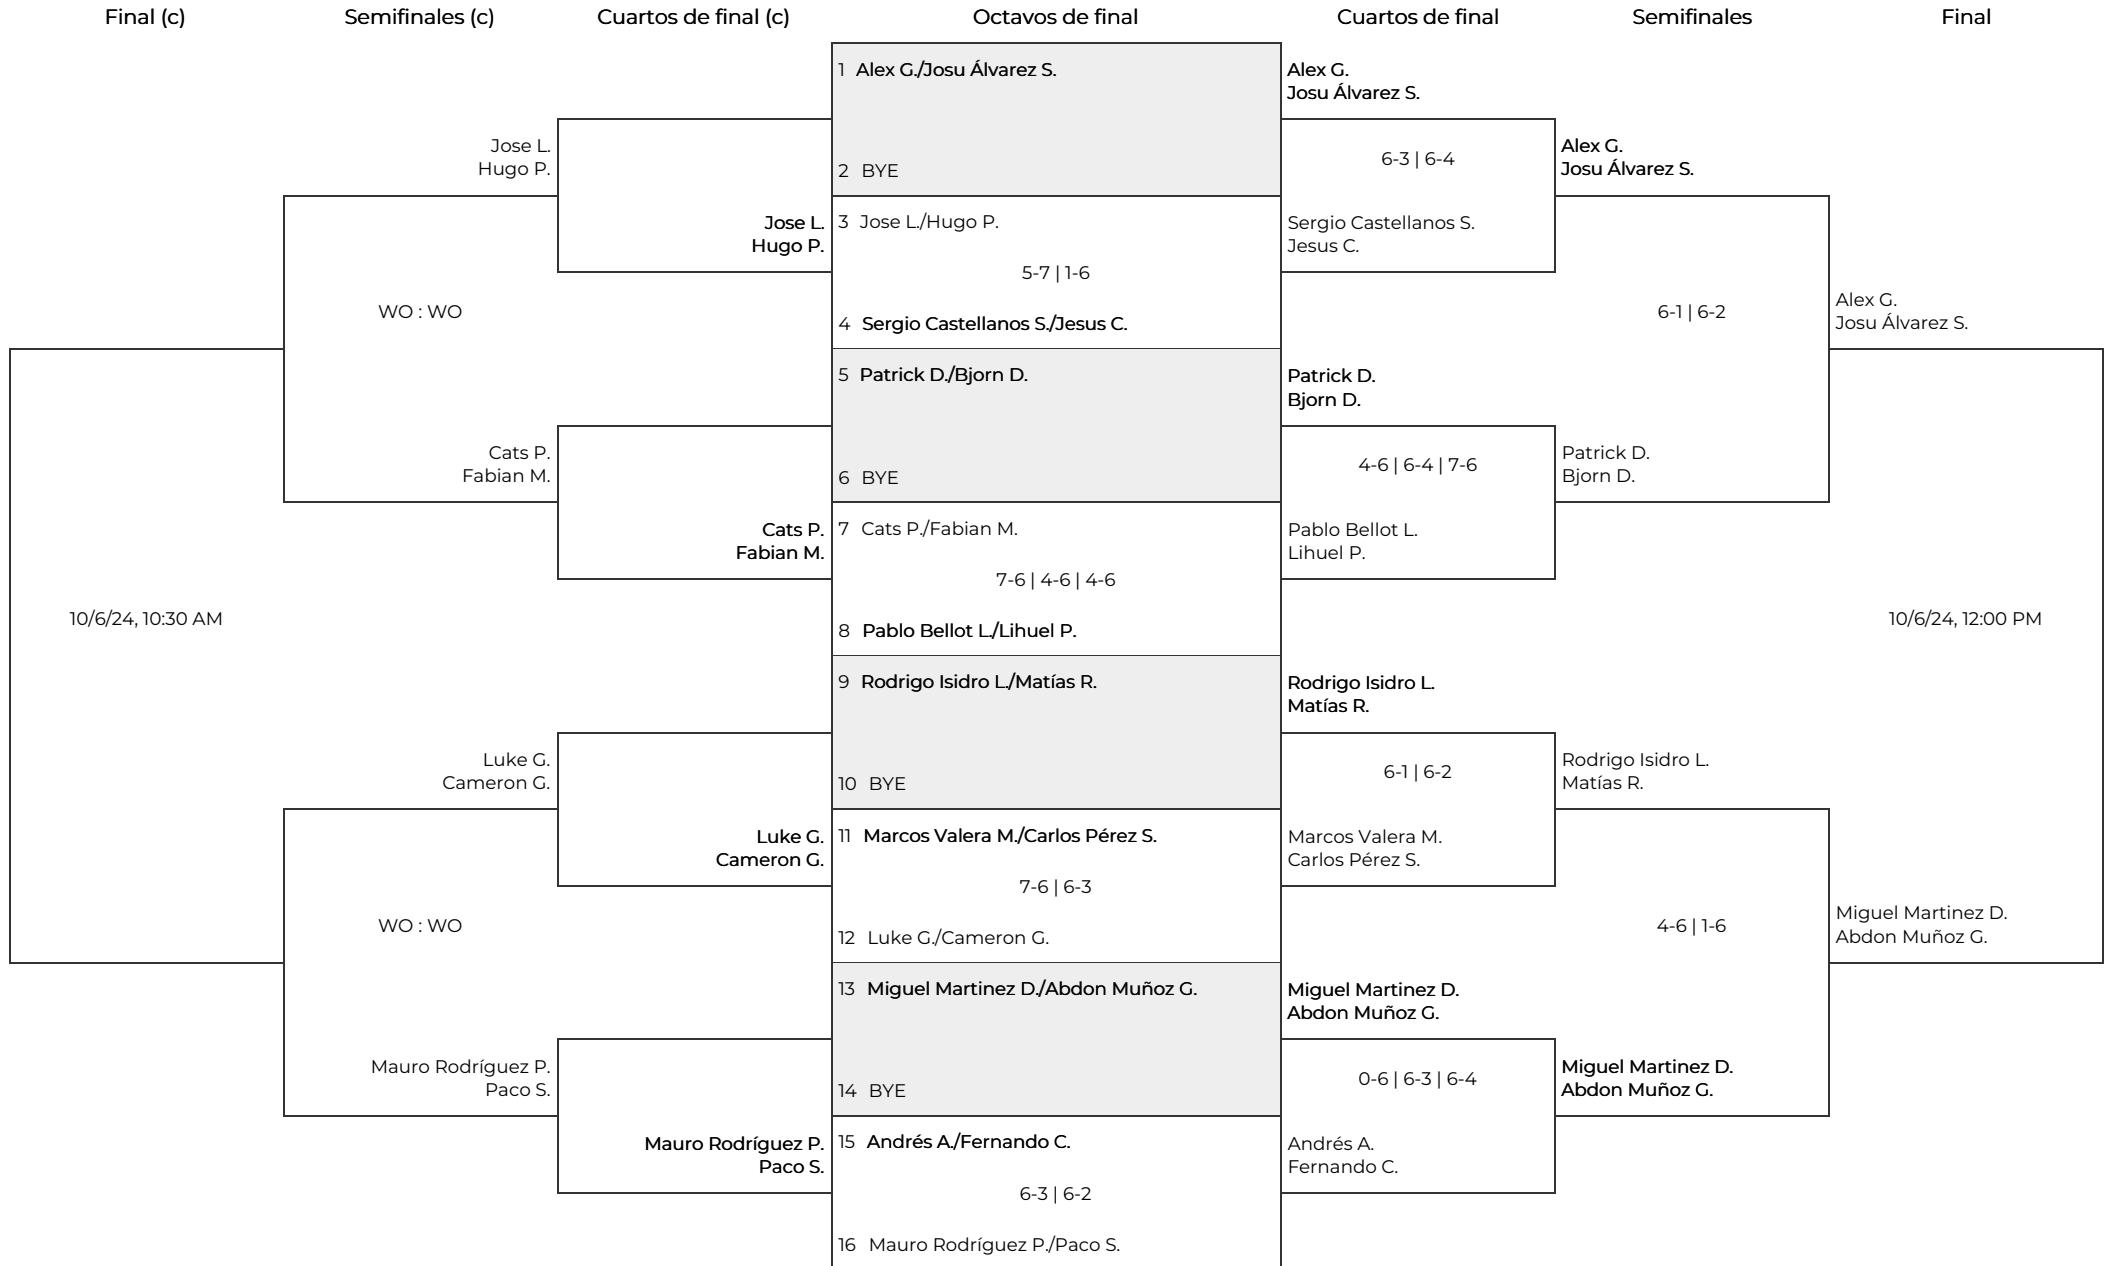 Final (c)
Semifinales (c)
Cuartos de final (c)
Octavos de final
Cuartos de final
Semifinales
Final
10/6/24, 10:30 AM
Jose L.
Hugo P.
WO : WO
Cats P.
Fabian M.
Luke G.
Cameron G.
WO : WO
Mauro Rodríguez P.
Paco S.
Jose L.
Hugo P.
Cats P.
Fabian M.
Luke G.
Cameron G.
Mauro Rodríguez P.
Paco S.
1 Alex G./Josu Álvarez S.
2 BYE
3 Jose L./Hugo P.
5-7 | 1-6
4 Sergio Castellanos S./Jesus C.
5 Patrick D./Bjorn D.
6 BYE
7 Cats P./Fabian M.
7-6 | 4-6 | 4-6
8 Pablo Bellot L./Lihuel P.
9 Rodrigo Isidro L./Matías R.
10 BYE
11 Marcos Valera M./Carlos Pérez S.
7-6 | 6-3
12 Luke G./Cameron G.
13 Miguel Martinez D./Abdon Muñoz G.
14 BYE
15 Andrés A./Fernando C.
6-3 | 6-2
16 Mauro Rodríguez P./Paco S.
Alex G.
Josu Álvarez S.
6-3 | 6-4
Sergio Castellanos S.
Jesus C.
Patrick D.
Bjorn D.
4-6 | 6-4 | 7-6
Pablo Bellot L.
Lihuel P.
Rodrigo Isidro L.
Matías R.
6-1 | 6-2
Marcos Valera M.
Carlos Pérez S.
Miguel Martinez D.
Abdon Muñoz G.
0-6 | 6-3 | 6-4
Andrés A.
Fernando C.
Alex G.
Josu Álvarez S.
6-1 | 6-2
Patrick D.
Bjorn D.
Rodrigo Isidro L.
Matías R.
4-6 | 1-6
Miguel Martinez D.
Abdon Muñoz G.
Alex G.
Josu Álvarez S.
10/6/24, 12:00 PM
Miguel Martinez D.
Abdon Muñoz G.